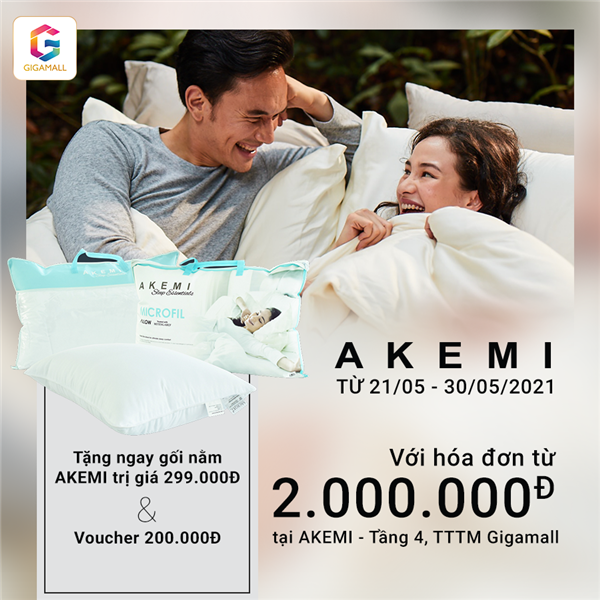 GIGAMALL
AKEMI
Sleep Essentials
MICROFIL
PILLOW
AKEMI
TỪ 21/05 - 30/05/2021
Tặng ngay gối nằm
AKEMI trị giá 299.000Đ
&
Voucher 200.000Đ
Với hóa đơn từ
2.000.000Đ
tại AKEMI - Tầng 4, TTTM Gigamall